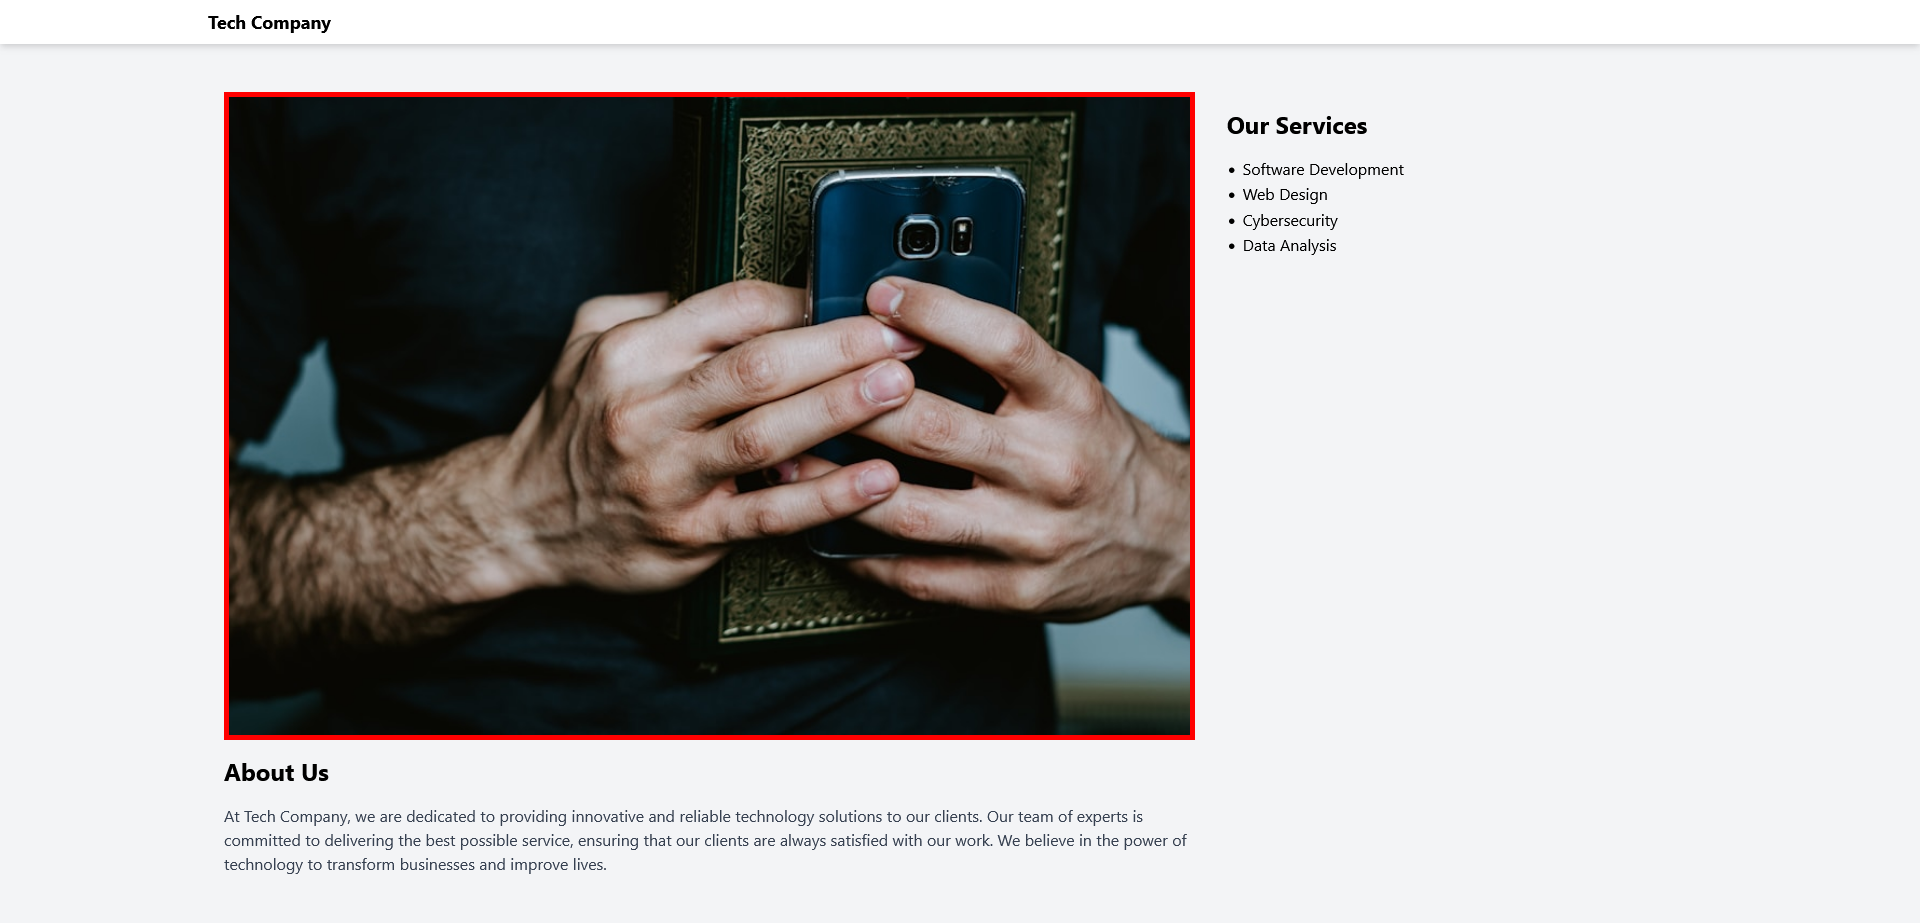 Tech Company
Our Services
• Software Development
• Web Design
• Cybersecurity
• Data Analysis
About Us
At Tech Company, we are dedicated to providing innovative and reliable technology solutions to our clients. Our team of experts is
committed to delivering the best possible service, ensuring that our clients are always satisfied with our work. We believe in the power of
technology to transform businesses and improve lives.